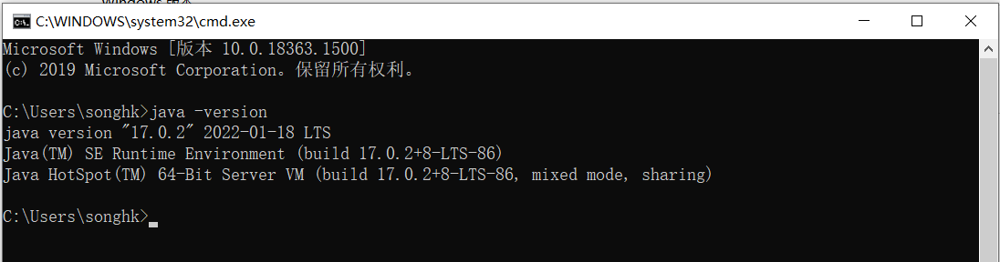 C:\WINDOWS\system32\cmd.exe
Microsoft Windows [版本 10.0.18363.1500]
(c) 2019 Microsoft Corporation。保留所有权利。
C:\Users\songhk>java -version
java version "17.0.2" 2022-01-18 LTS
Java(TM) SE Runtime Environment (build 17.0.2+8-LTS-86)
Java HotSpot(TM) 64-Bit Server VM (build 17.0.2+8-LTS-86, mixed mode, sharing)
C:\Users\songhk>